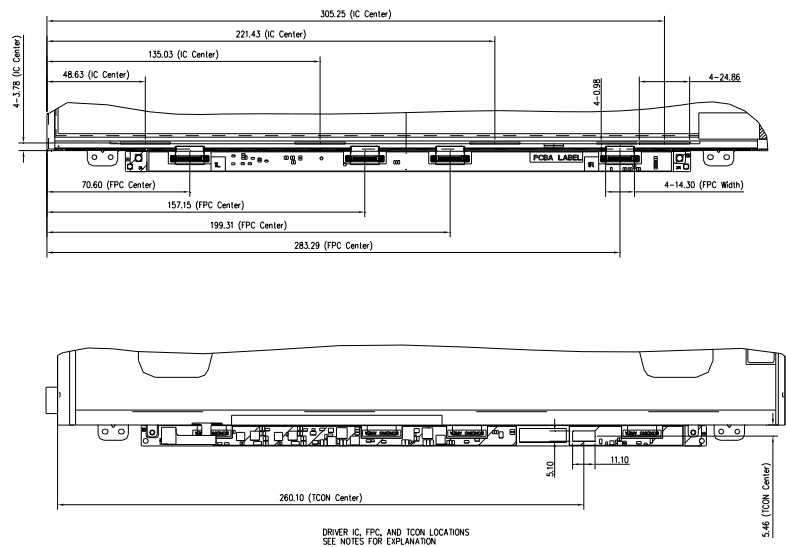 305.25 (IC Center)
221.43 (IC Center)
135.03 (IC Center)
48.63 (IC Center)
4-3.78 (IC Center)
4-0.98
4-24.86
1L
PCBA LABEL
1R
70.60 (FPC Center)
4-14.30 (FPC Width)
157.15 (FPC Center)
199.31 (FPC Center)
283.29 (FPC Center)
5.10
11.10
260.10 (TCON Center)
5.46 (TCON Center)
DRIVER IC, FPC, AND TCON LOCATIONS
SEE NOTES FOR EXPLANATION